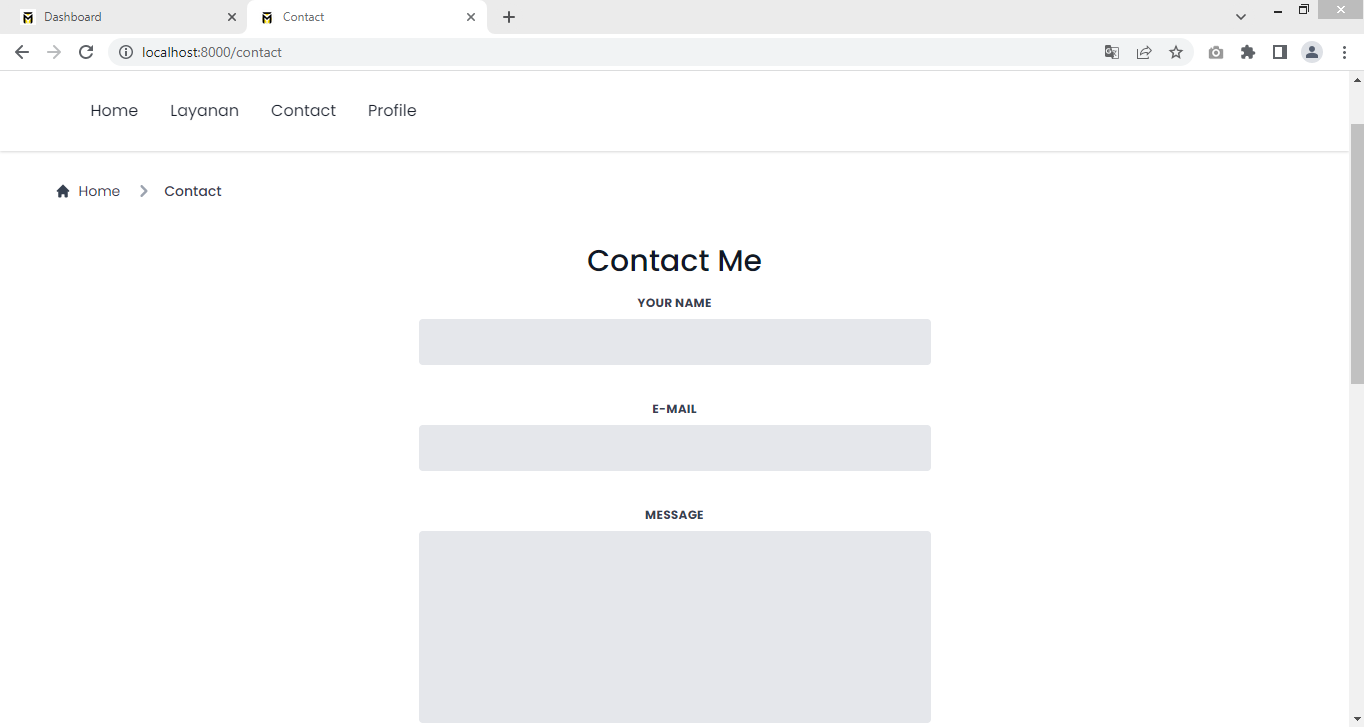 Dashboard
Contact
localhost:8000/contact
Home
Layanan
Contact
Profile
Home
Contact
Contact Me
YOUR NAME
E-MAIL
MESSAGE